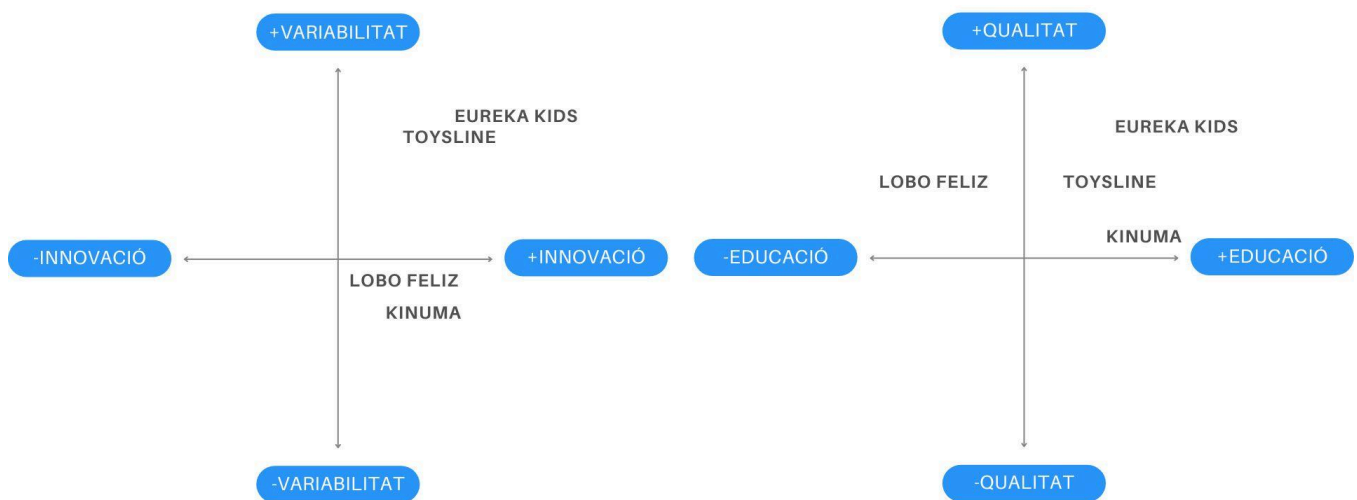 +VARIABILITAT
EUREKA KIDS
TOYSLINE
-INNOVACIÓ
+INNOVACIÓ
LOBO FELIZ
KINUMA
-VARIABILITAT
+QUALITAT
EUREKA KIDS
LOBO FELIZ
TOYSLINE
KINUMA
-EDUCACIÓ
+EDUCACIÓ
-QUALITAT